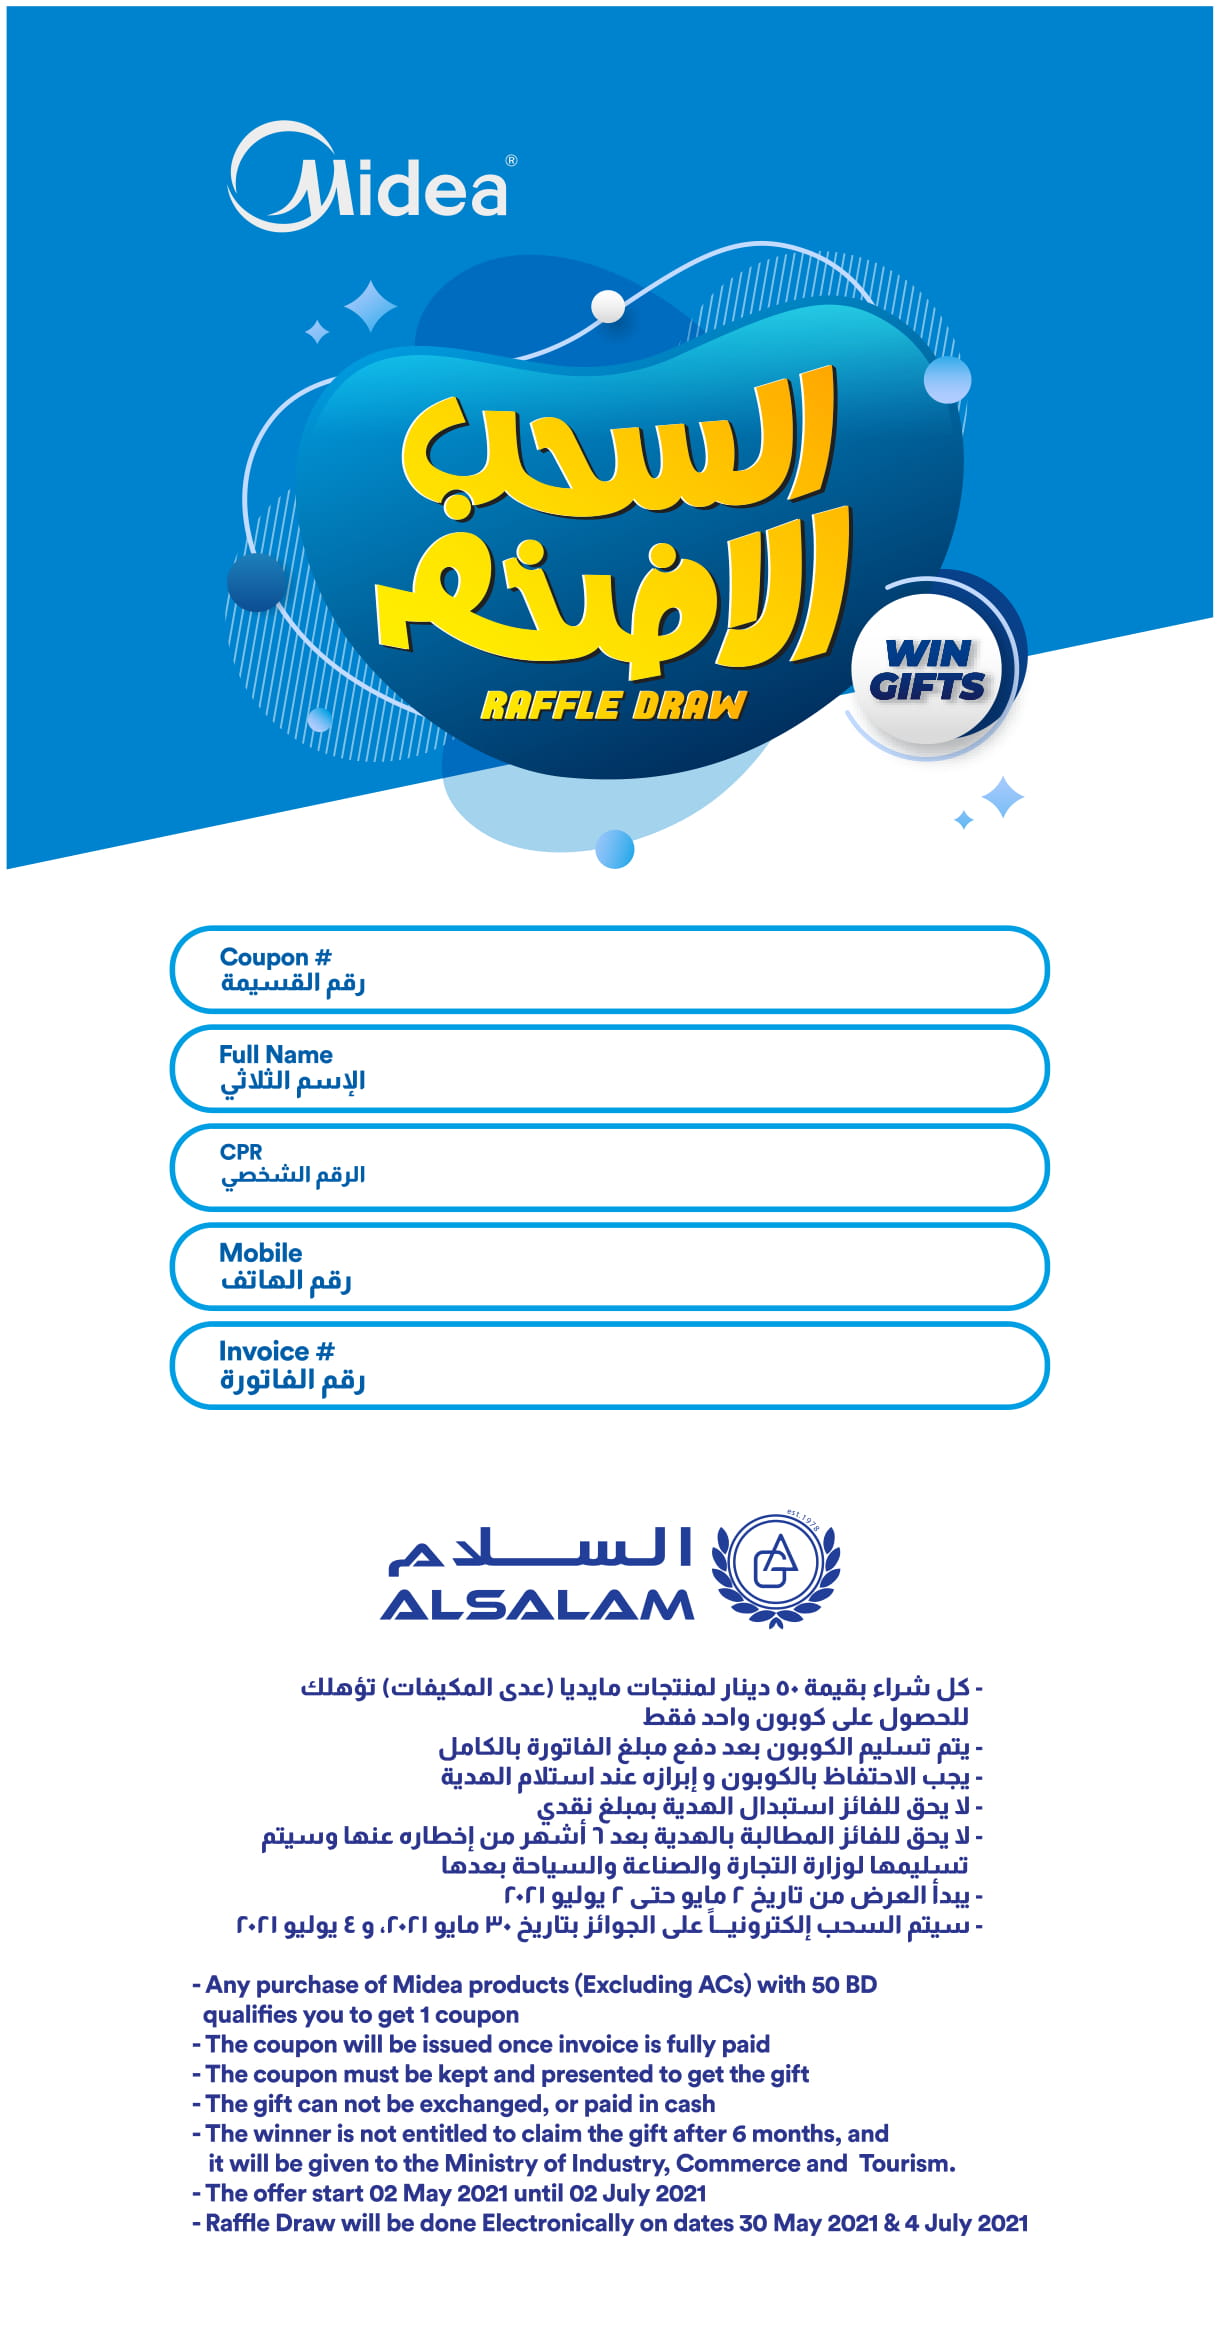 Midea®
السحب
الاضخم
RAFFLE DRAW
WIN
GIFTS
Coupon #
رقم القسيمة
Full Name
الإسم الثلاثي
CPR
الرقم الشخصي
Mobile
رقم الهاتف
Invoice #
رقم الفاتورة
est.1978
السلام
ALSALAM
- كل شراء بقيمة ٥٠ دينار لمنتجات مايديا (عدى المكيفات) تؤهلك
للحصول على كوبون واحد فقط
- يتم تسليم الكوبون بعد دفع مبلغ الفاتورة بالكامل
- يجب الاحتفاظ بالكوبون و إبرازه عند استلام الهدية
- لا يحق للفائز استبدال الهدية بمبلغ نقدي
- لا يحق للفائز المطالبة بالهدية بعد ٦ أشهر من إخطاره عنها وسيتم
تسليمها لوزارة التجارة والصناعة والسياحة بعدها
- يبدأ العرض من تاريخ ٢ مايو حتى ٢ يوليو ٢٠٢١
- سيتم السحب إلكترونيــاً على الجوائز بتاريخ ٣٠ مايو ٢٠٢١، و ٤ يوليو ٢٠٢١
- Any purchase of Midea products (Excluding ACs) with 50 BD
qualifies you to get 1 coupon
- The coupon will be issued once invoice is fully paid
- The coupon must be kept and presented to get the gift
- The gift can not be exchanged, or paid in cash
- The winner is not entitled to claim the gift after 6 months, and
it will be given to the Ministry of Industry, Commerce and Tourism.
- The offer start 02 May 2021 until 02 July 2021
- Raffle Draw will be done Electronically on dates 30 May 2021 & 4 July 2021